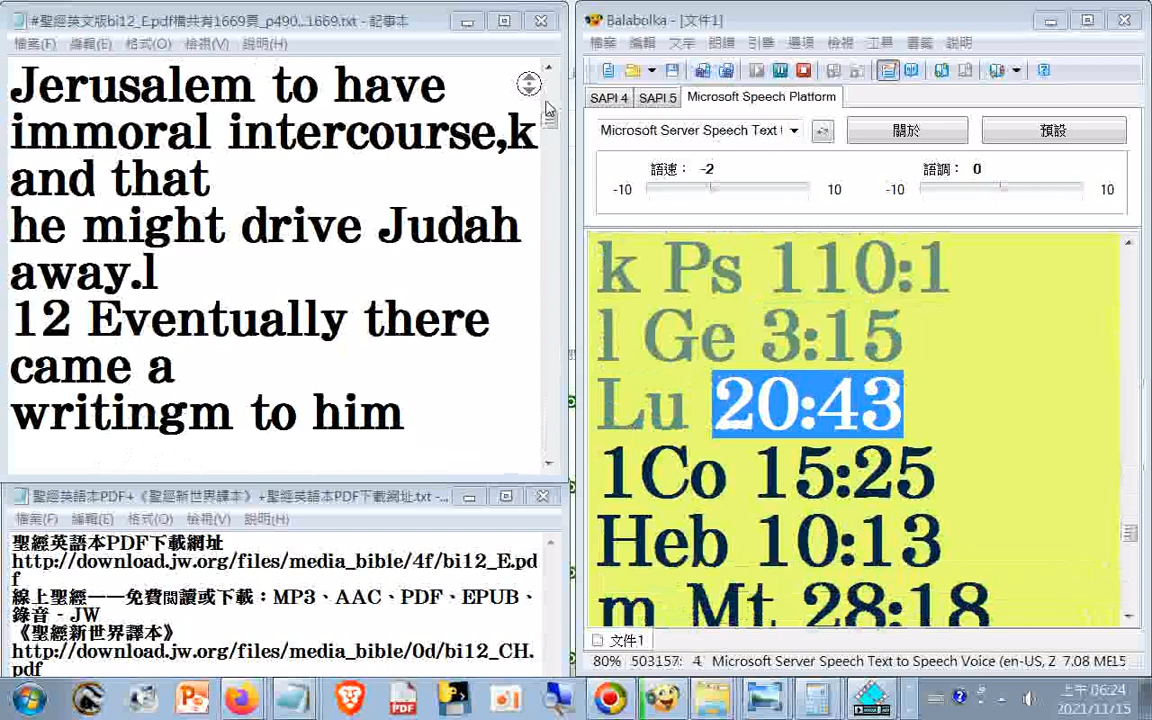 #聖經英文版bi12_E.pdf檔共有1669頁_p490,..1669.txt - 記事本
檔案(F) 編輯(E) 格式(O) 檢視(V) 說明(H)
Jerusalem to have
immoral intercourse,k
and that
he might drive Judah
away.l
12 Eventually there
came a
writingm to him
聖經英語本PDF+《聖經新世界譯本》+聖經英語本PDF下載網址.txt - ...
檔案(F) 編輯(E) 格式(O) 檢視(V) 說明(H)
聖經英語本PDF下載網址
http://download.jw.org/files/media_bible/4f/bi12_E.pd
f
線上聖經——免費閱讀或下載：MP3、AAC、PDF、EPUB、
錄音 - JW
《聖經新世界譯本》
http://download.jw.org/files/media_bible/0d/bi12_CH.
pdf
Balabolka - [文件1]
檔案 編輯 文字 朗讀 引擎 選項 檢視 工具 書籤 說明
SAPI 4 SAPI 5 Microsoft Speech Platform
Microsoft Server Speech Text 關於 預設
語速： -2 語調： 0
-10 10 -10 10
k Ps 110:1
l Ge 3:15
Lu 20:43
1Co 15:25
Heb 10:13
m Mt 28:18
文件1
80% 503157: 4 Microsoft Server Speech Text to Speech Voice (en-US, Z 7.08 ME15
上午 06:24
2021/11/15